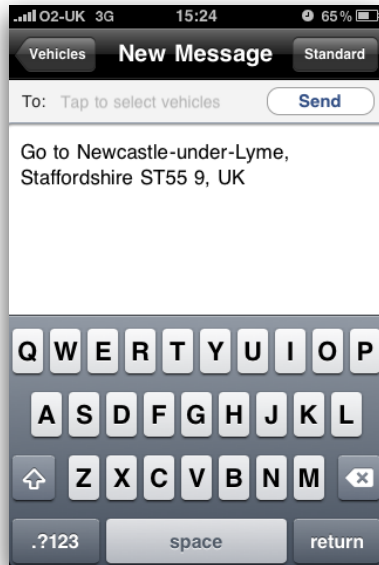 O2-UK 3G 15:24 65%
Vehicles New Message Standard
To: Tap to select vehicles Send
Go to Newcastle-under-Lyme,
Staffordshire ST55 9, UK
Q W E R T Y U I O P
A S D F G H J K L
Z X C V B N M
.?123 space return